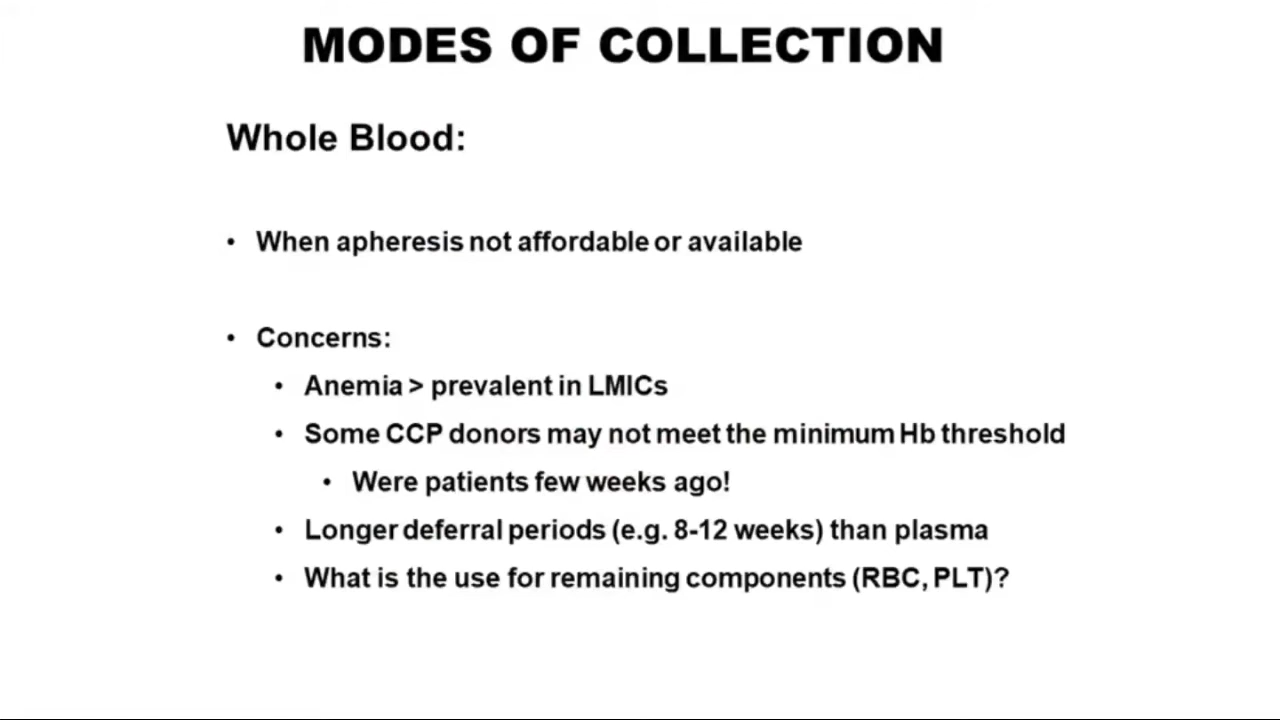 MODES OF COLLECTION
Whole Blood:
• When apheresis not affordable or available
• Concerns:
• Anemia > prevalent in LMICs
• Some CCP donors may not meet the minimum Hb threshold
• Were patients few weeks ago!
• Longer deferral periods (e.g. 8-12 weeks) than plasma
• What is the use for remaining components (RBC, PLT)?